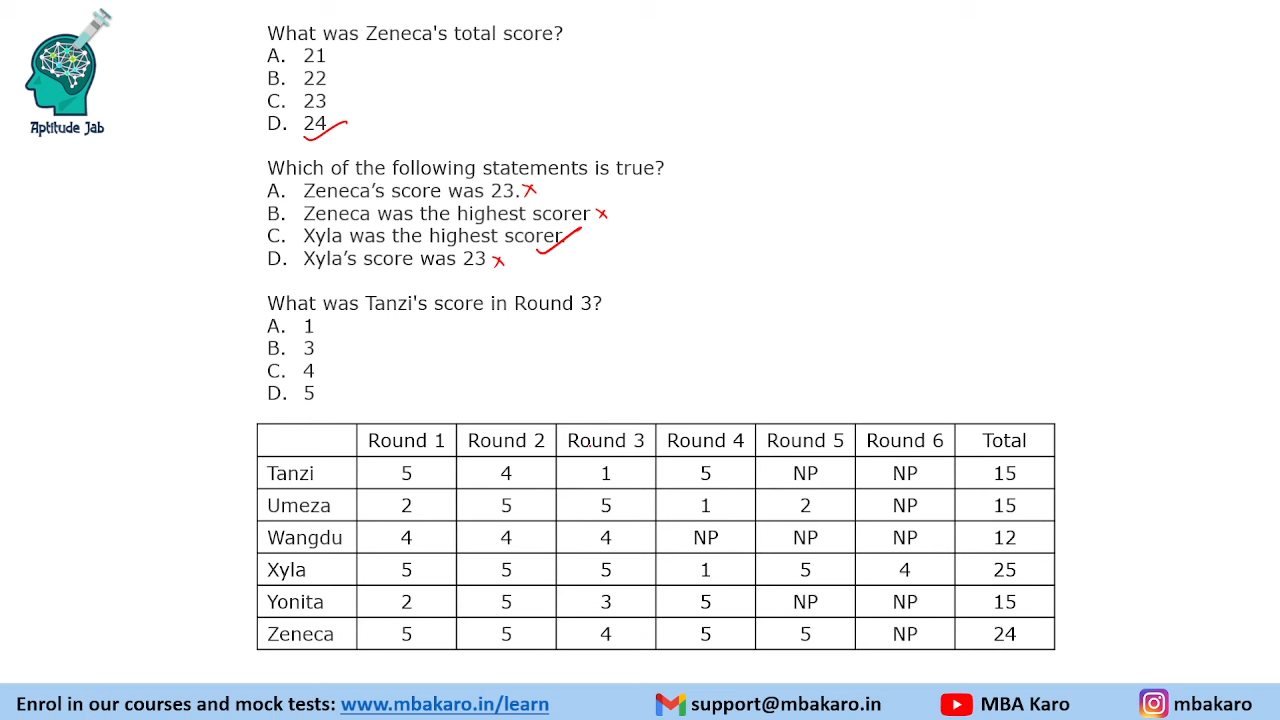 Aptitude Jab
What was Zeneca's total score?
A. 21
B. 22
C. 23
D. 24
Which of the following statements is true?
A. Zeneca’s score was 23.
B. Zeneca was the highest scorer
C. Xyla was the highest scorer.
D. Xyla’s score was 23
What was Tanzi's score in Round 3?
A. 1
B. 3
C. 4
D. 5
Round 1 Round 2 Round 3 Round 4 Round 5 Round 6 Total
Tanzi 5 4 1 5 NP NP 15
Umeza 2 5 5 1 2 NP 15
Wangdu 4 4 4 NP NP NP 12
Xyla 5 5 5 1 5 4 25
Yonita 2 5 3 5 NP NP 15
Zeneca 5 5 4 5 5 NP 24
Enrol in our courses and mock tests: www.mbakaro.in/learn support@mbakaro.in MBA Karo mbakaro